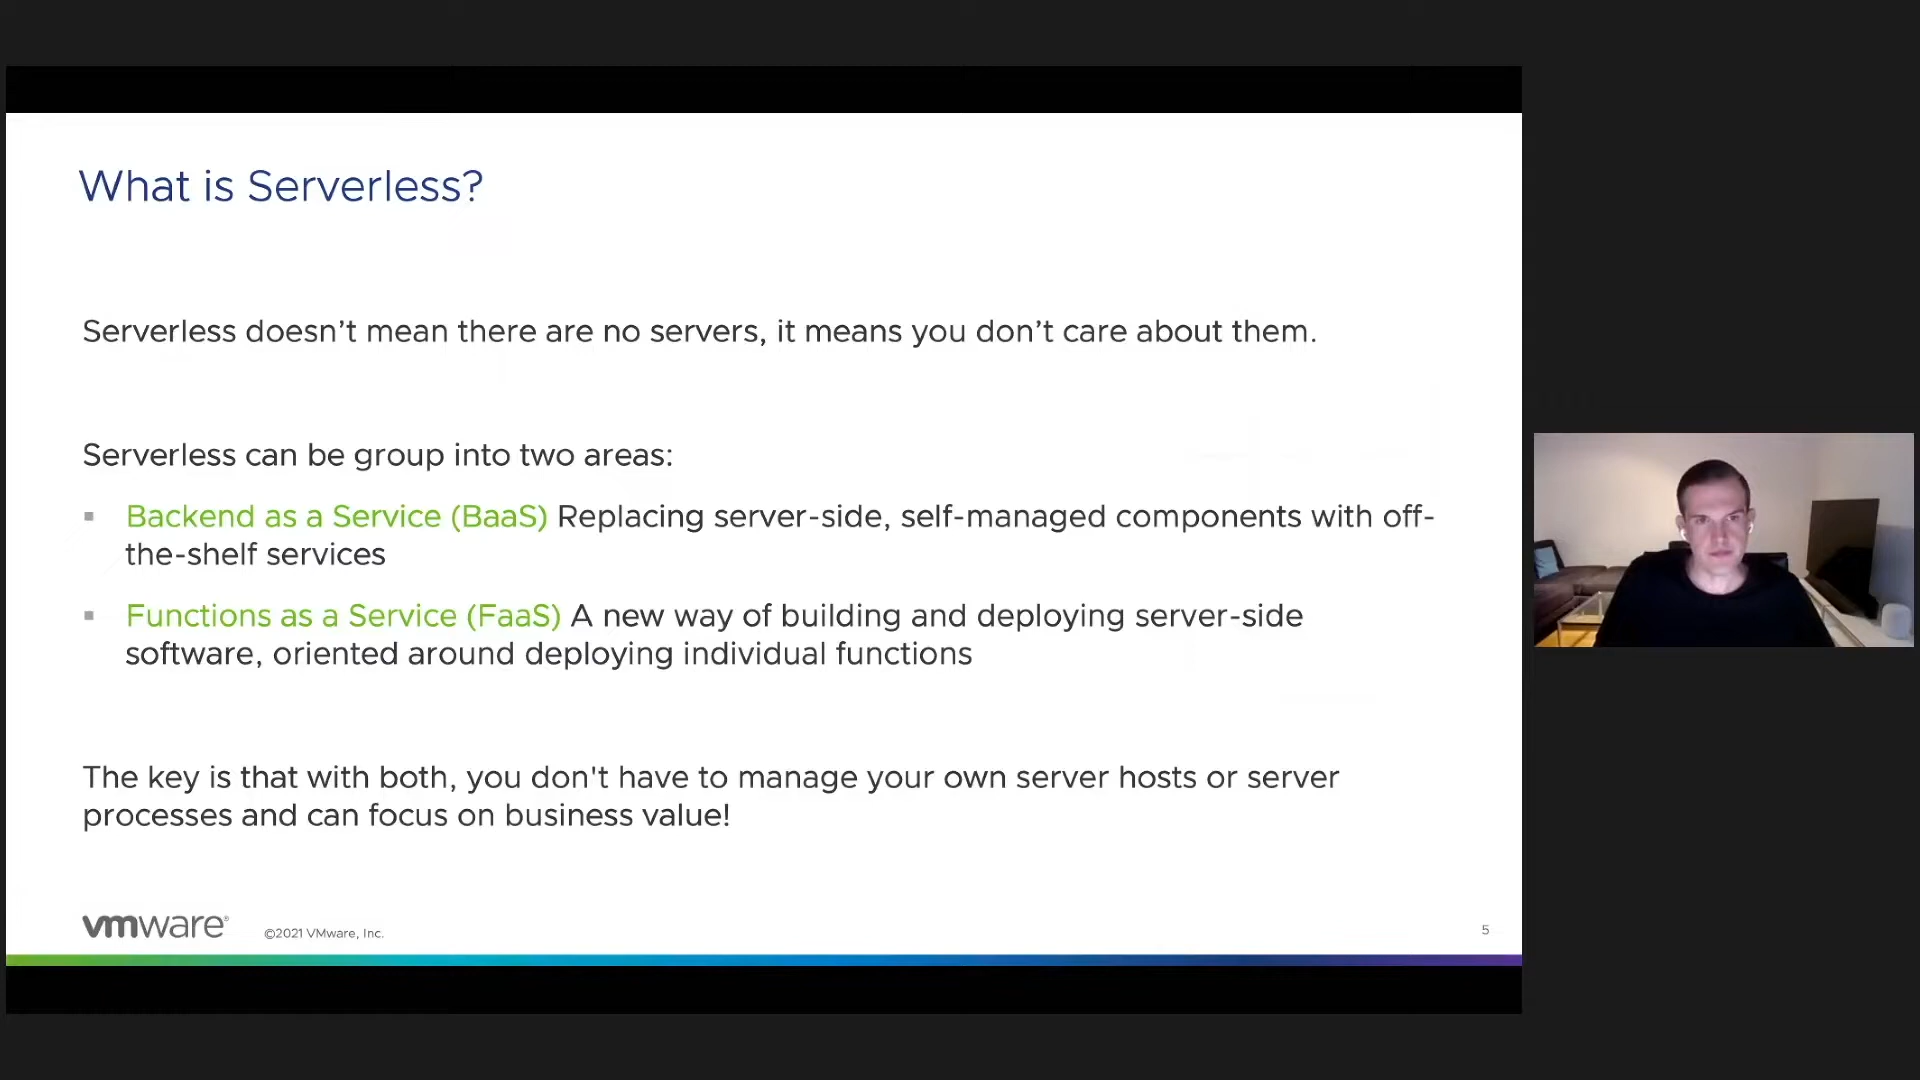 What is Serverless?
Serverless doesn’t mean there are no servers, it means you don’t care about them.
Serverless can be group into two areas:
▪ Backend as a Service (BaaS) Replacing server-side, self-managed components with off-
the-shelf services
▪ Functions as a Service (FaaS) A new way of building and deploying server-side
software, oriented around deploying individual functions
The key is that with both, you don't have to manage your own server hosts or server
processes and can focus on business value!
vmware®
©2021 VMware, Inc.
5